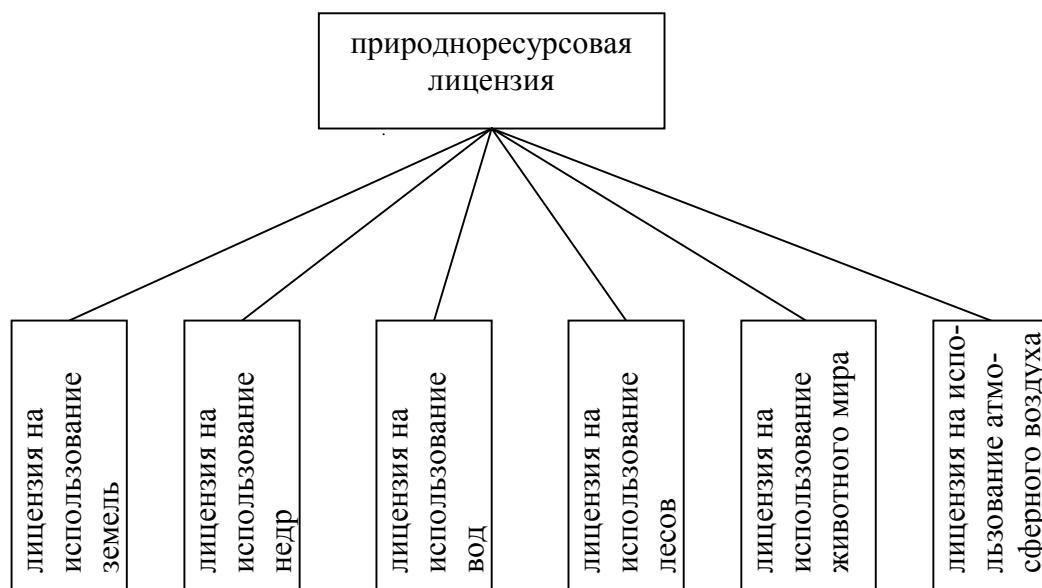 природноресурсовая
лицензия
лицензия на
использование
земель
лицензия на
использование
недр
лицензия на
использование
вод
лицензия на
использование
лесов
лицензия на
использование
животного мира
лицензия на испо-
льзование атмо-
сферного воздуха